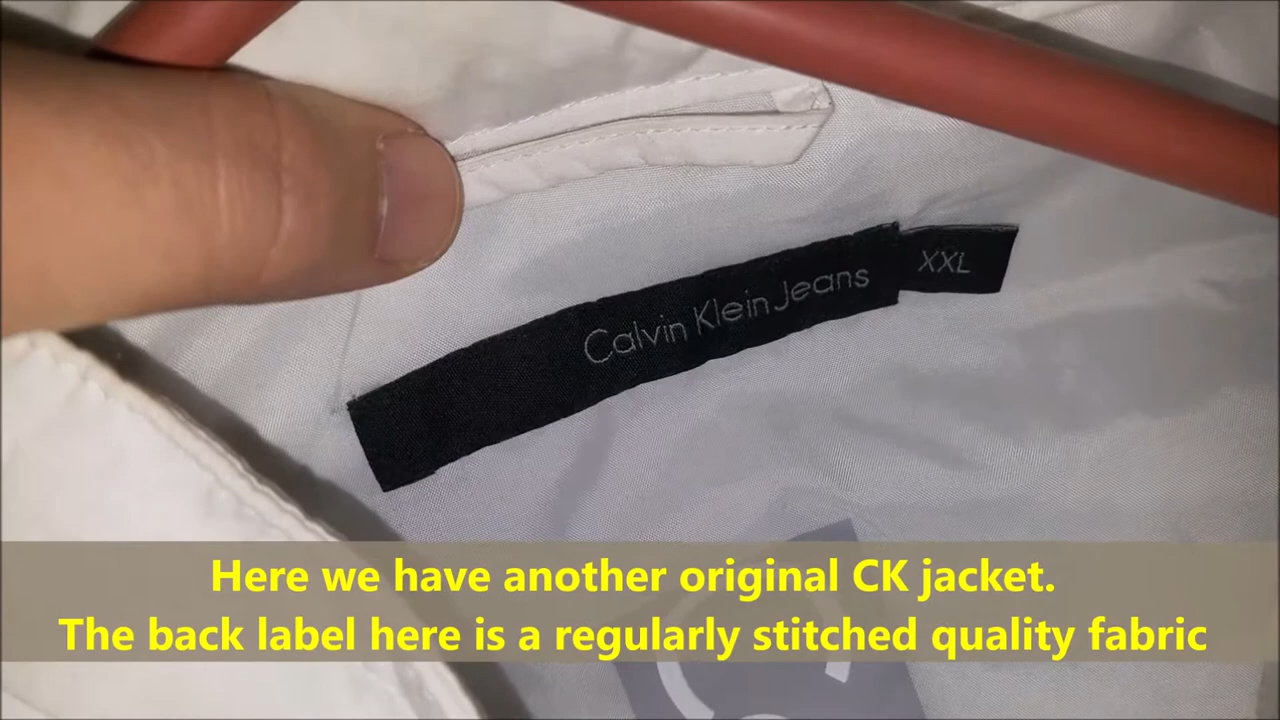 Calvin Klein Jeans
XXL
Here we have another original CK jacket.
The back label here is a regularly stitched quality fabric